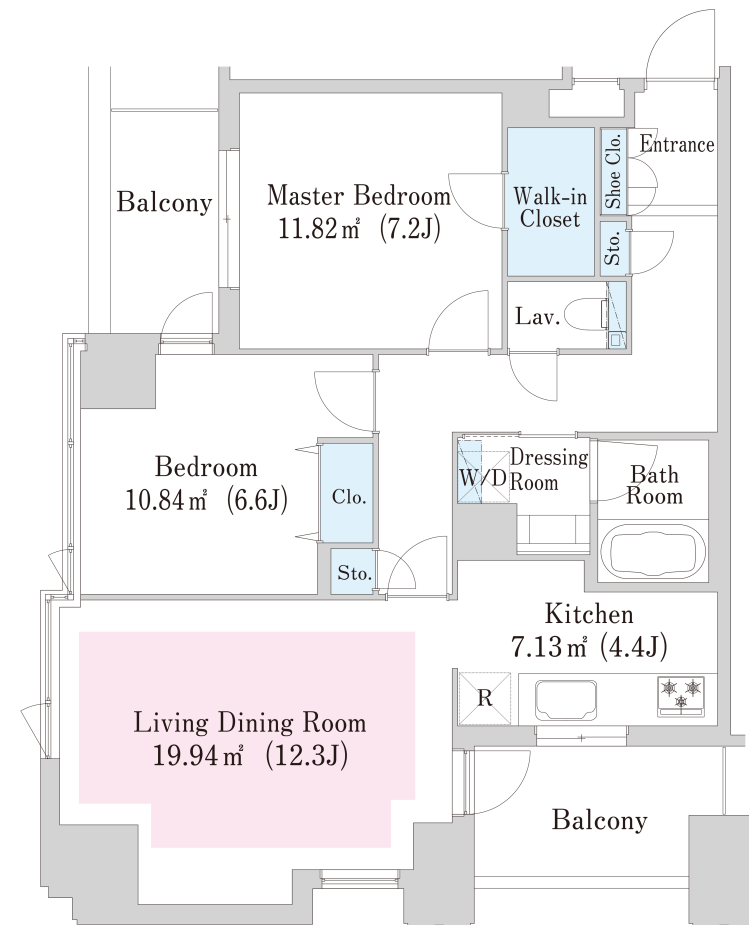 Entrance
Shoe Clo.
Balcony
Master Bedroom
11.82㎡ (7.2J)
Walk-in
Closet
Sto.
Lav.
Bedroom
10.84㎡ (6.6J)
Clo.
W/D
Dressing
Room
Bath
Room
Sto.
Kitchen
7.13㎡ (4.4J)
R
Living Dining Room
19.94㎡ (12.3J)
Balcony